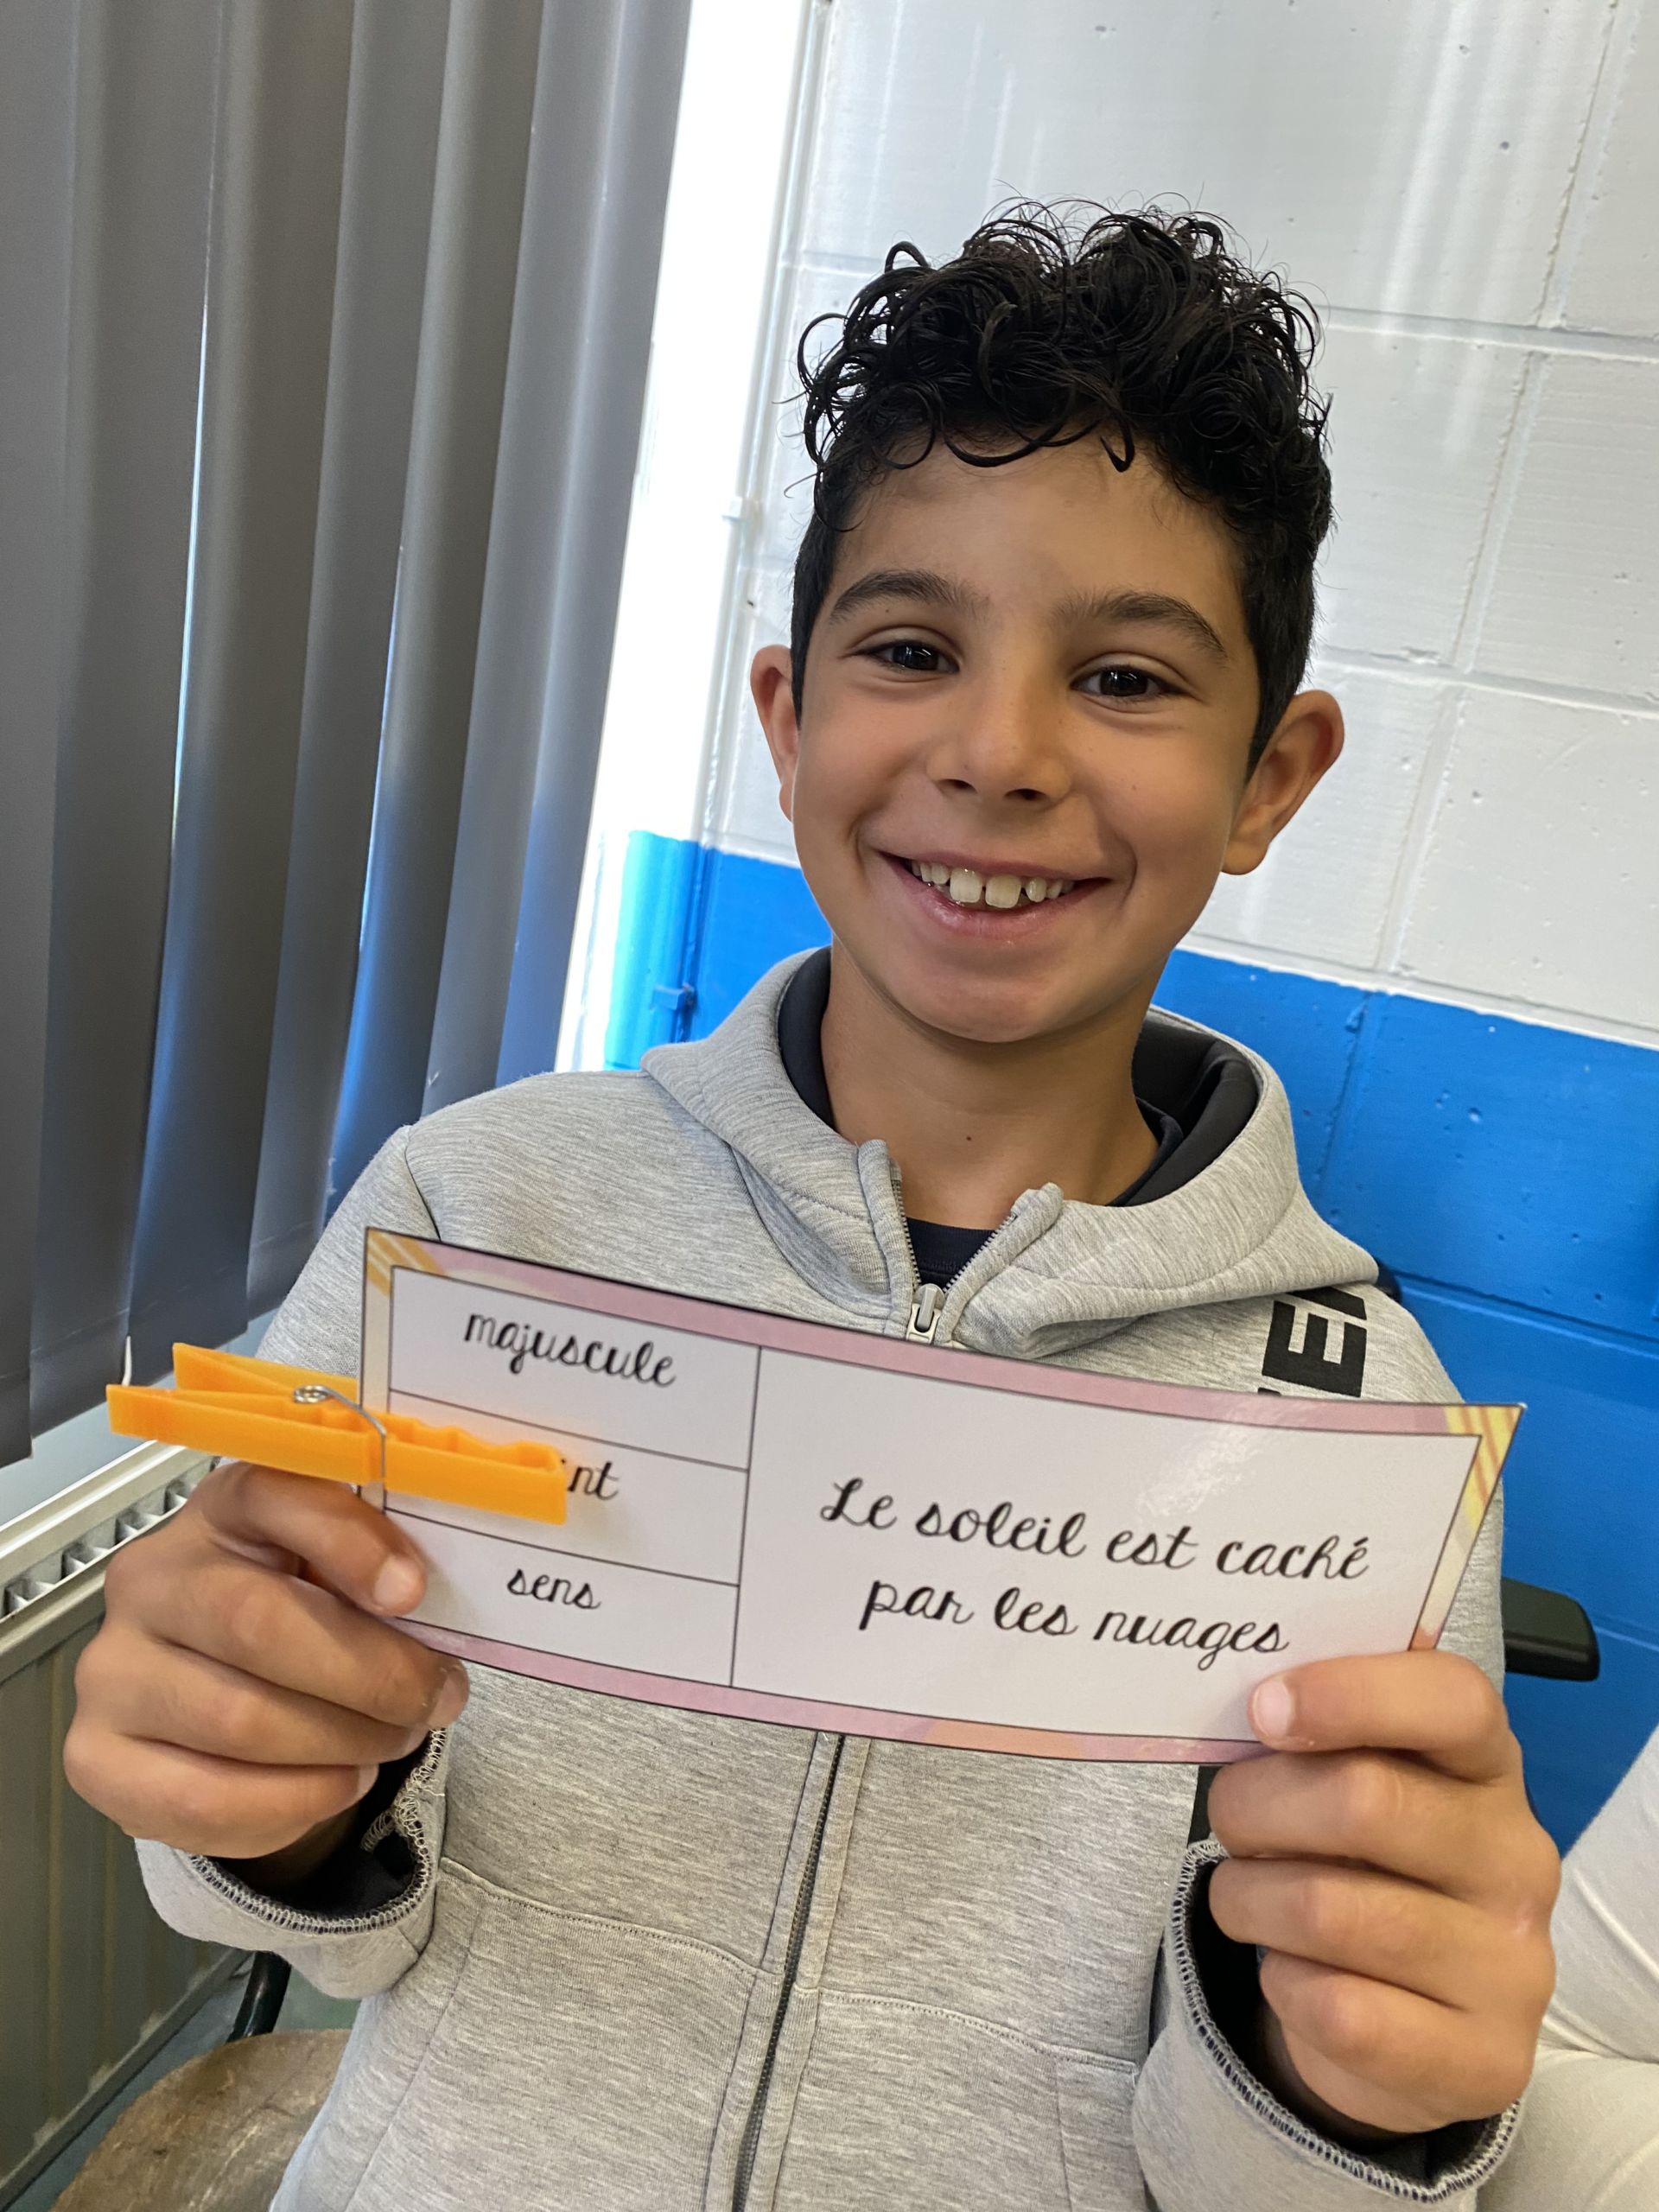 majuscule
sens
Le soleil est caché
par les nuages